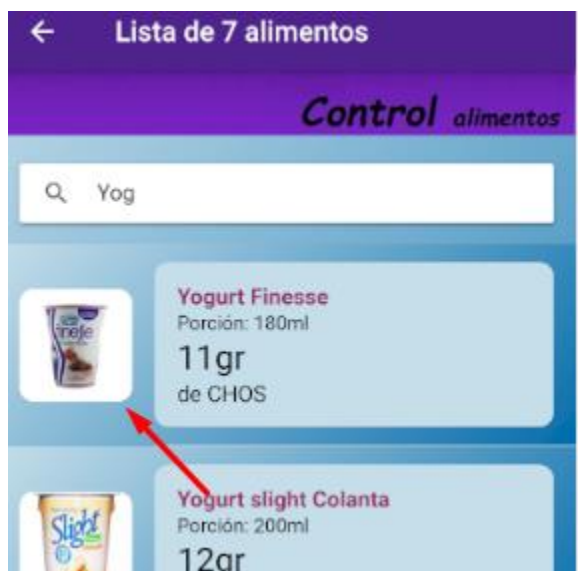 Lista de 7 alimentos
Control alimentos
Yog
Yogurt Finesse
Porción: 180ml
11gr
de CHOS
Yogurt slight Colanta
Porción: 200ml
Slight
12gr